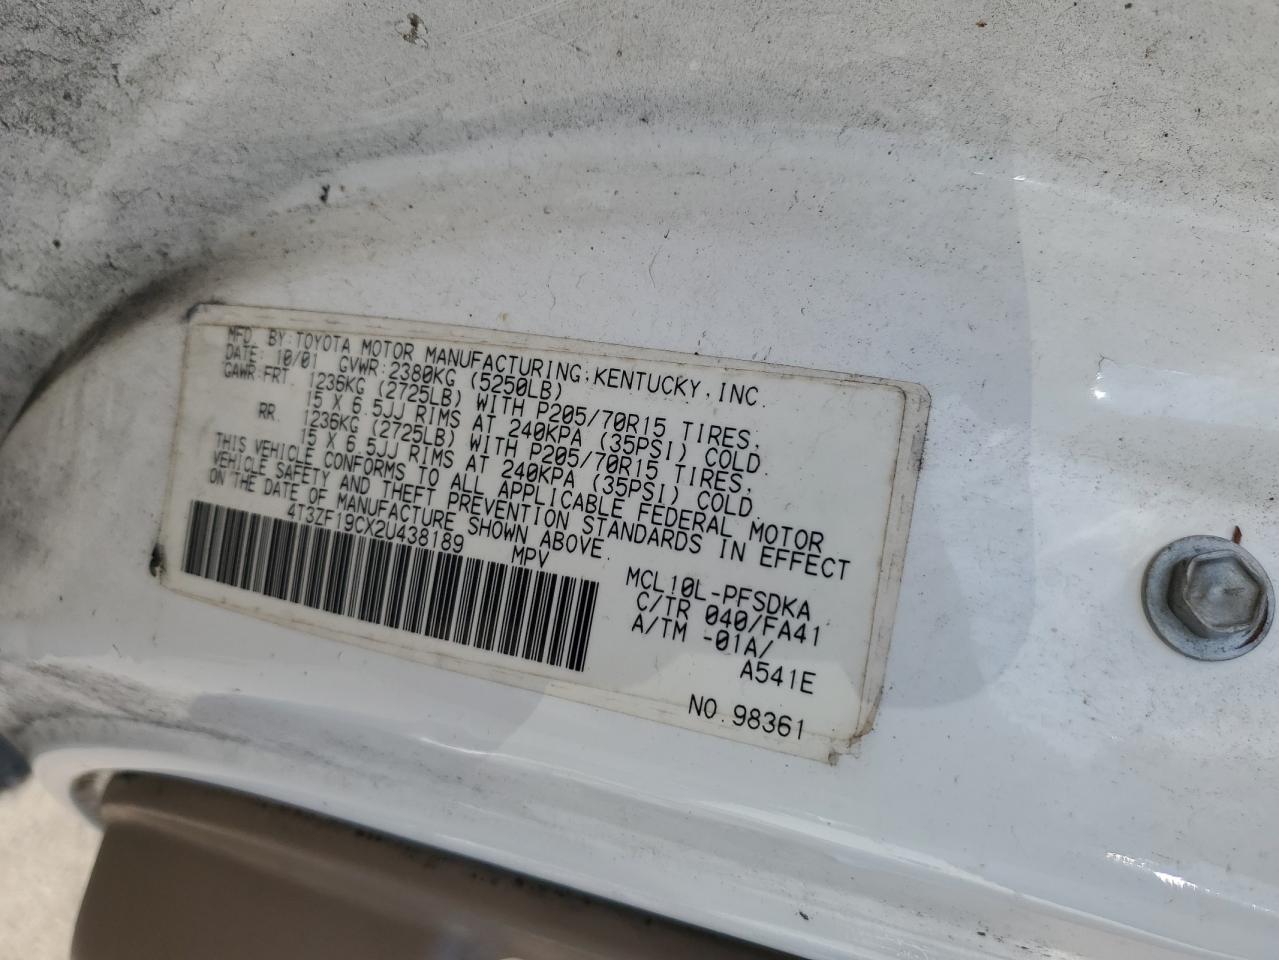 MFD. BY:TOYOTA MOTOR MANUFACTURING,KENTUCKY,INC.
DATE: 10/01 GVWR:2380KG (5250LB)
GAWR:FRT. 1236KG (2725LB) WITH P205/70R15 TIRES,
15 X 6.5JJ RIMS AT 240KPA (35PSI) COLD
RR. 1236KG (2725LB) WITH P205/70R15 TIRES,
15 X 6.5JJ RIMS AT 240KPA (35PSI) COLD.
THIS VEHICLE CONFORMS TO ALL APPLICABLE FEDERAL MOTOR
VEHICLE SAFETY AND THEFT PREVENTION STANDARDS IN EFFECT
ON THE DATE OF MANUFACTURE SHOWN ABOVE.
4T3ZF19CX2U438189 MPV
MCL10L-PFSDKA
C/TR 040/FA41
A/TM -01A/
A541E
NO.98361